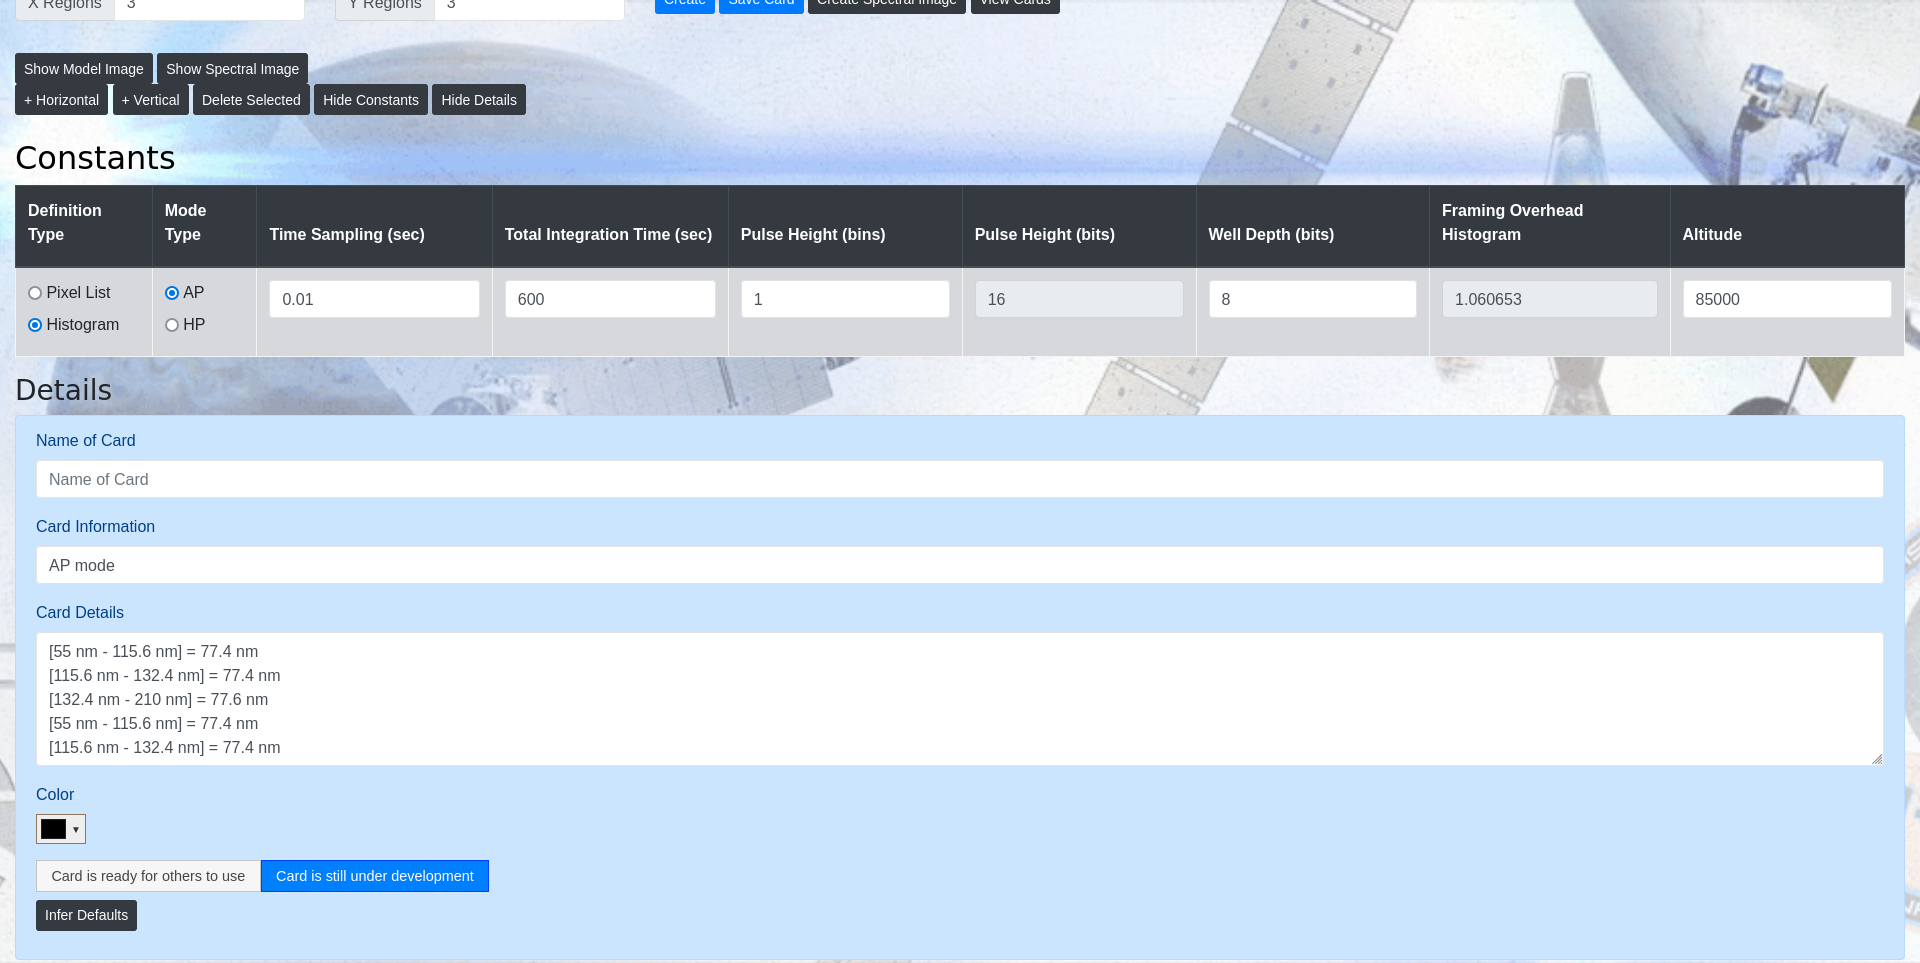 X Regions 3 Y Regions 3 Create Save Card Create Spectral Image View Cards
Show Model Image Show Spectral Image
+ Horizontal + Vertical Delete Selected Hide Constants Hide Details
Constants
Definition Type Mode Type Time Sampling (sec) Total Integration Time (sec) Pulse Height (bins) Pulse Height (bits) Well Depth (bits) Framing Overhead Histogram Altitude
Pixel List AP 0.01 600 1 16 8 1.060653 85000
Histogram HP
Details
Name of Card
Name of Card
Card Information
AP mode
Card Details
[55 nm - 115.6 nm] = 77.4 nm
[115.6 nm - 132.4 nm] = 77.4 nm
[132.4 nm - 210 nm] = 77.6 nm
[55 nm - 115.6 nm] = 77.4 nm
[115.6 nm - 132.4 nm] = 77.4 nm
Color
Card is ready for others to use Card is still under development
Infer Defaults